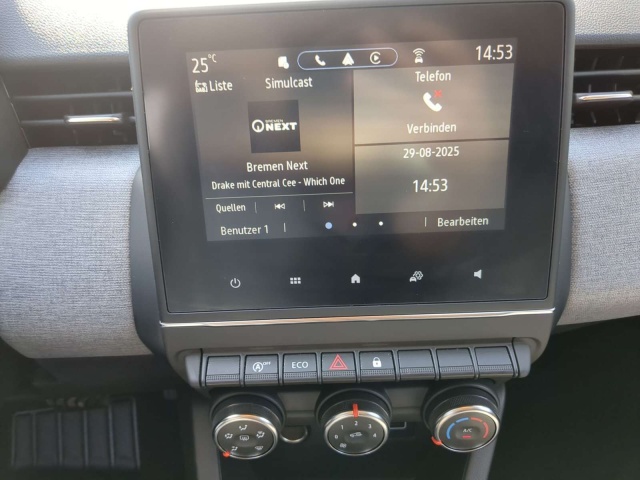 25°C
14:53
Liste
Simulcast
Telefon
BREMEN
NEXT
Verbinden
Bremen Next
Drake mit Central Cee - Which One
29-08-2025
14:53
Quellen
Benutzer 1
Bearbeiten
ECO
A/C